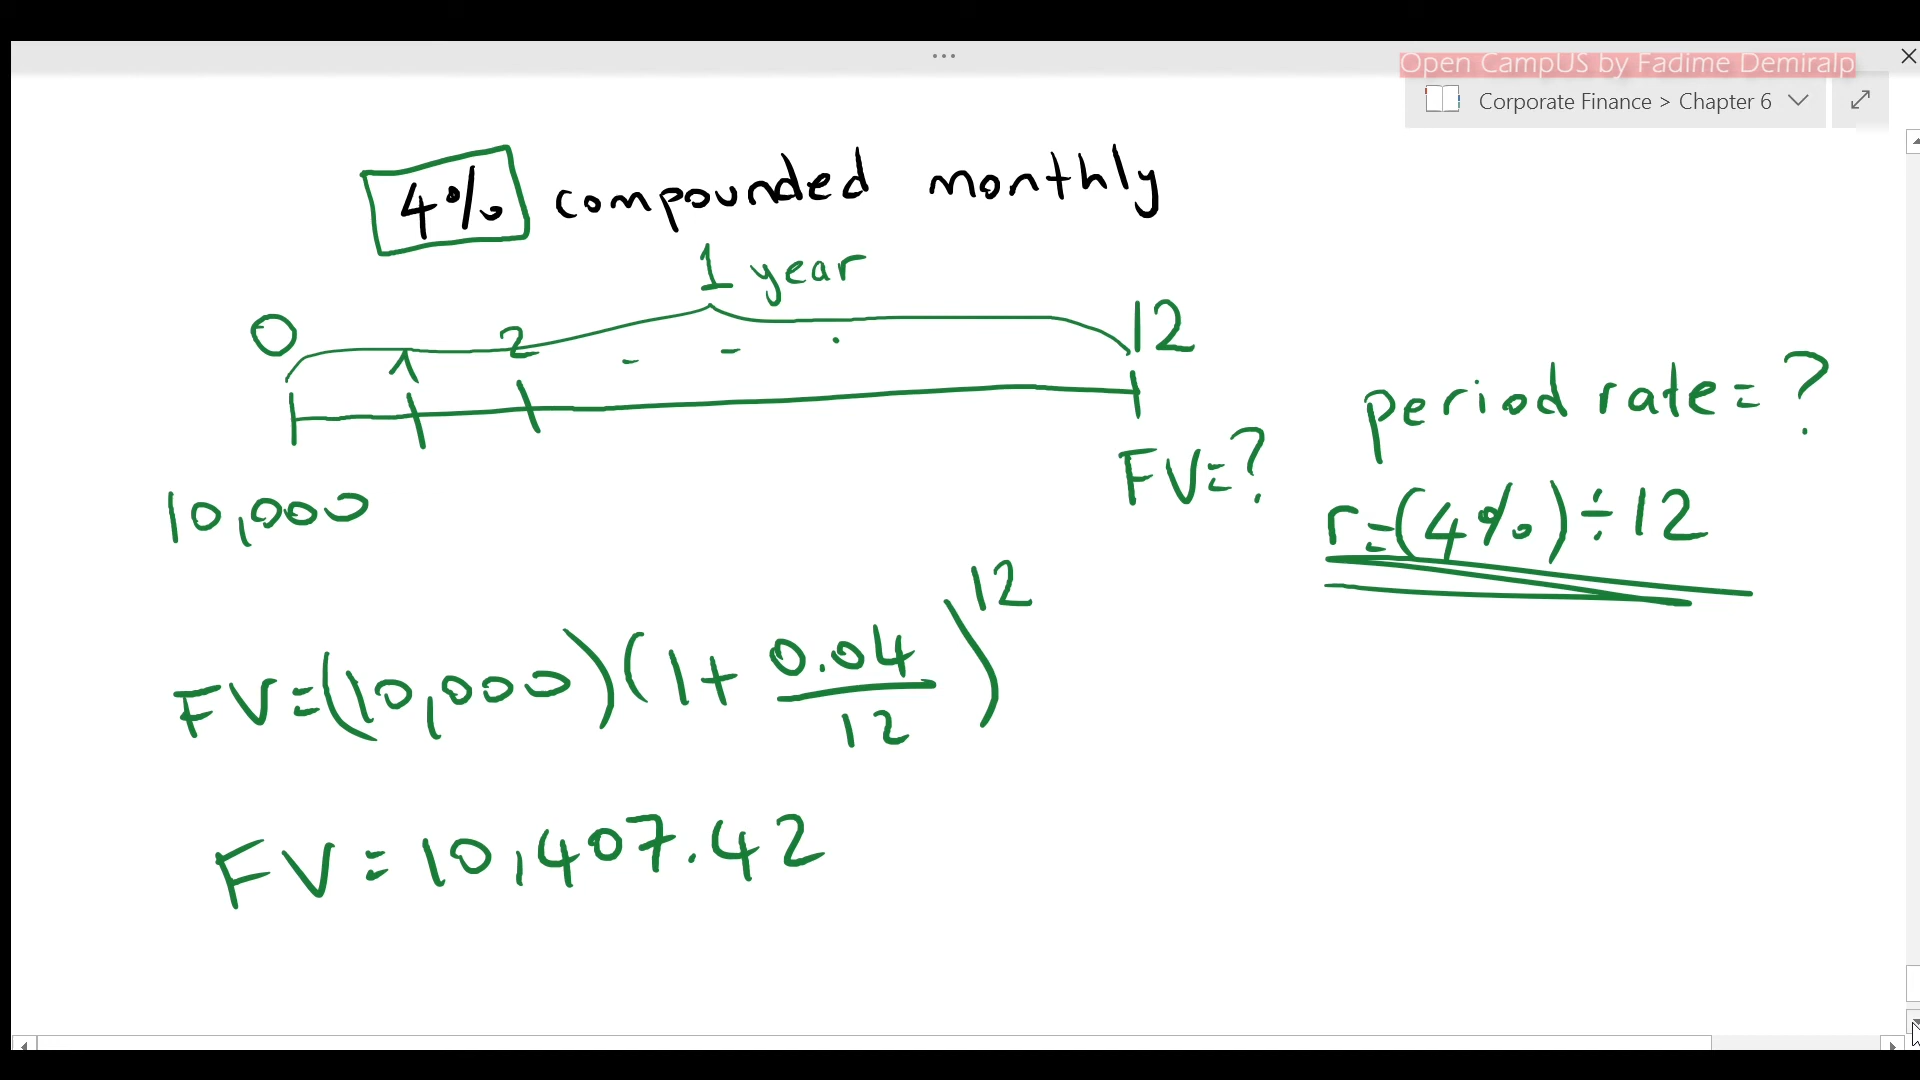 Open CampUS by Fadime Demiralp
Corporate Finance > Chapter 6
4% compounded monthly
1 year
0 1 2 - - . 12
10,000
FV=?
period rate = ?
r=(4%)÷12
FV=(10,000)(1+ 0.04/12)^12
FV=10,407.42